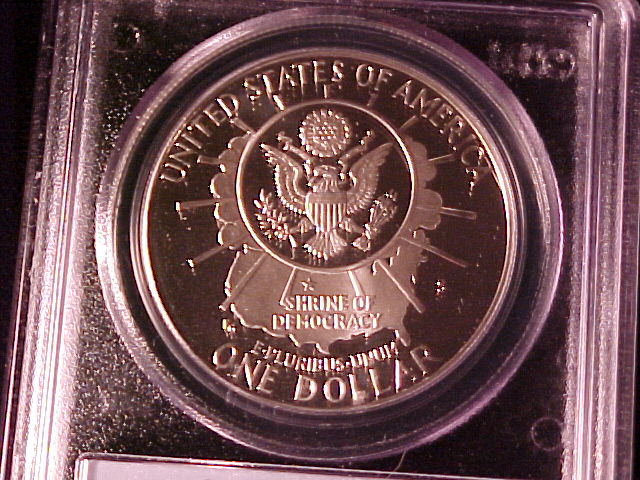 UNITED STATES OF AMERICA
SHRINE OF
DEMOCRACY
E PLURIBUS UNUM
ONE DOLLAR